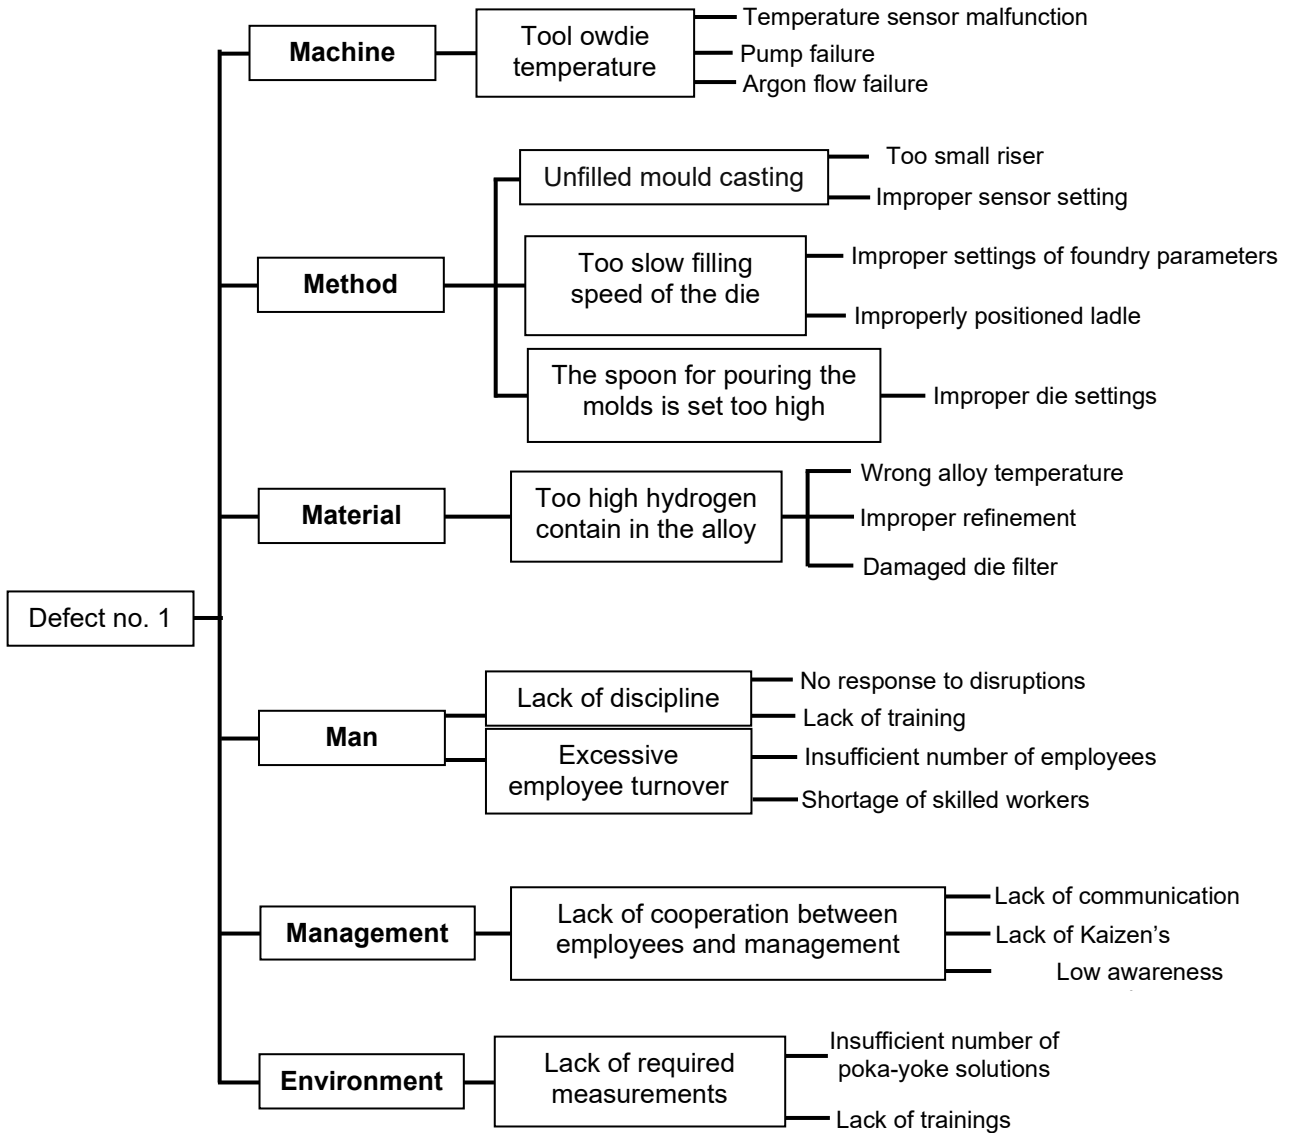 Machine
Tool owdie
temperature
Temperature sensor malfunction
Pump failure
Argon flow failure
Method
Unfilled mould casting
Too small riser
Improper sensor setting
Too slow filling
speed of the die
Improper settings of foundry parameters
Improperly positioned ladle
The spoon for pouring the
molds is set too high
Improper die settings
Material
Too high hydrogen
contain in the alloy
Wrong alloy temperature
Improper refinement
Damaged die filter
Defect no. 1
Man
Lack of discipline
No response to disruptions
Lack of training
Excessive
employee turnover
Insufficient number of employees
Shortage of skilled workers
Management
Lack of cooperation between
employees and management
Lack of communication
Lack of Kaizen’s
Low awareness
Environment
Lack of required
measurements
Insufficient number of
poka-yoke solutions
Lack of trainings